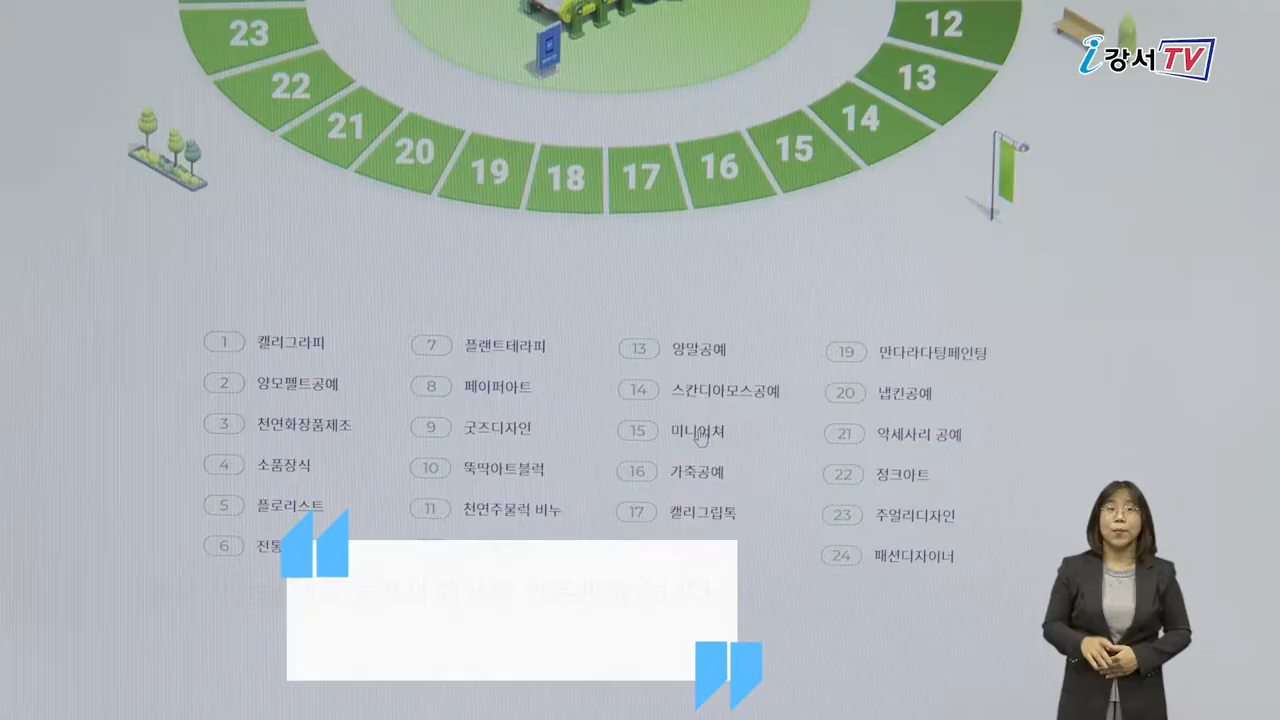 i강서TV
23
22
21
20
19
18
17
16
15
14
13
12
1 캘리그라피
2 양모펠트공예
3 천연화장품제조
4 소품장식
5 플로리스트
6 전통
7 플랜트테라피
8 페이퍼아트
9 굿즈디자인
10 뚝딱아트블럭
11 천연주물럭 비누
13 양말공예
14 스칸디아모스공예
15 미니어쳐
16 가죽공예
17 캘리그립톡
19 만다라다팅페인팅
20 냅킨공예
21 악세사리 공예
22 정크아트
23 주얼리디자인
24 패션디자이너